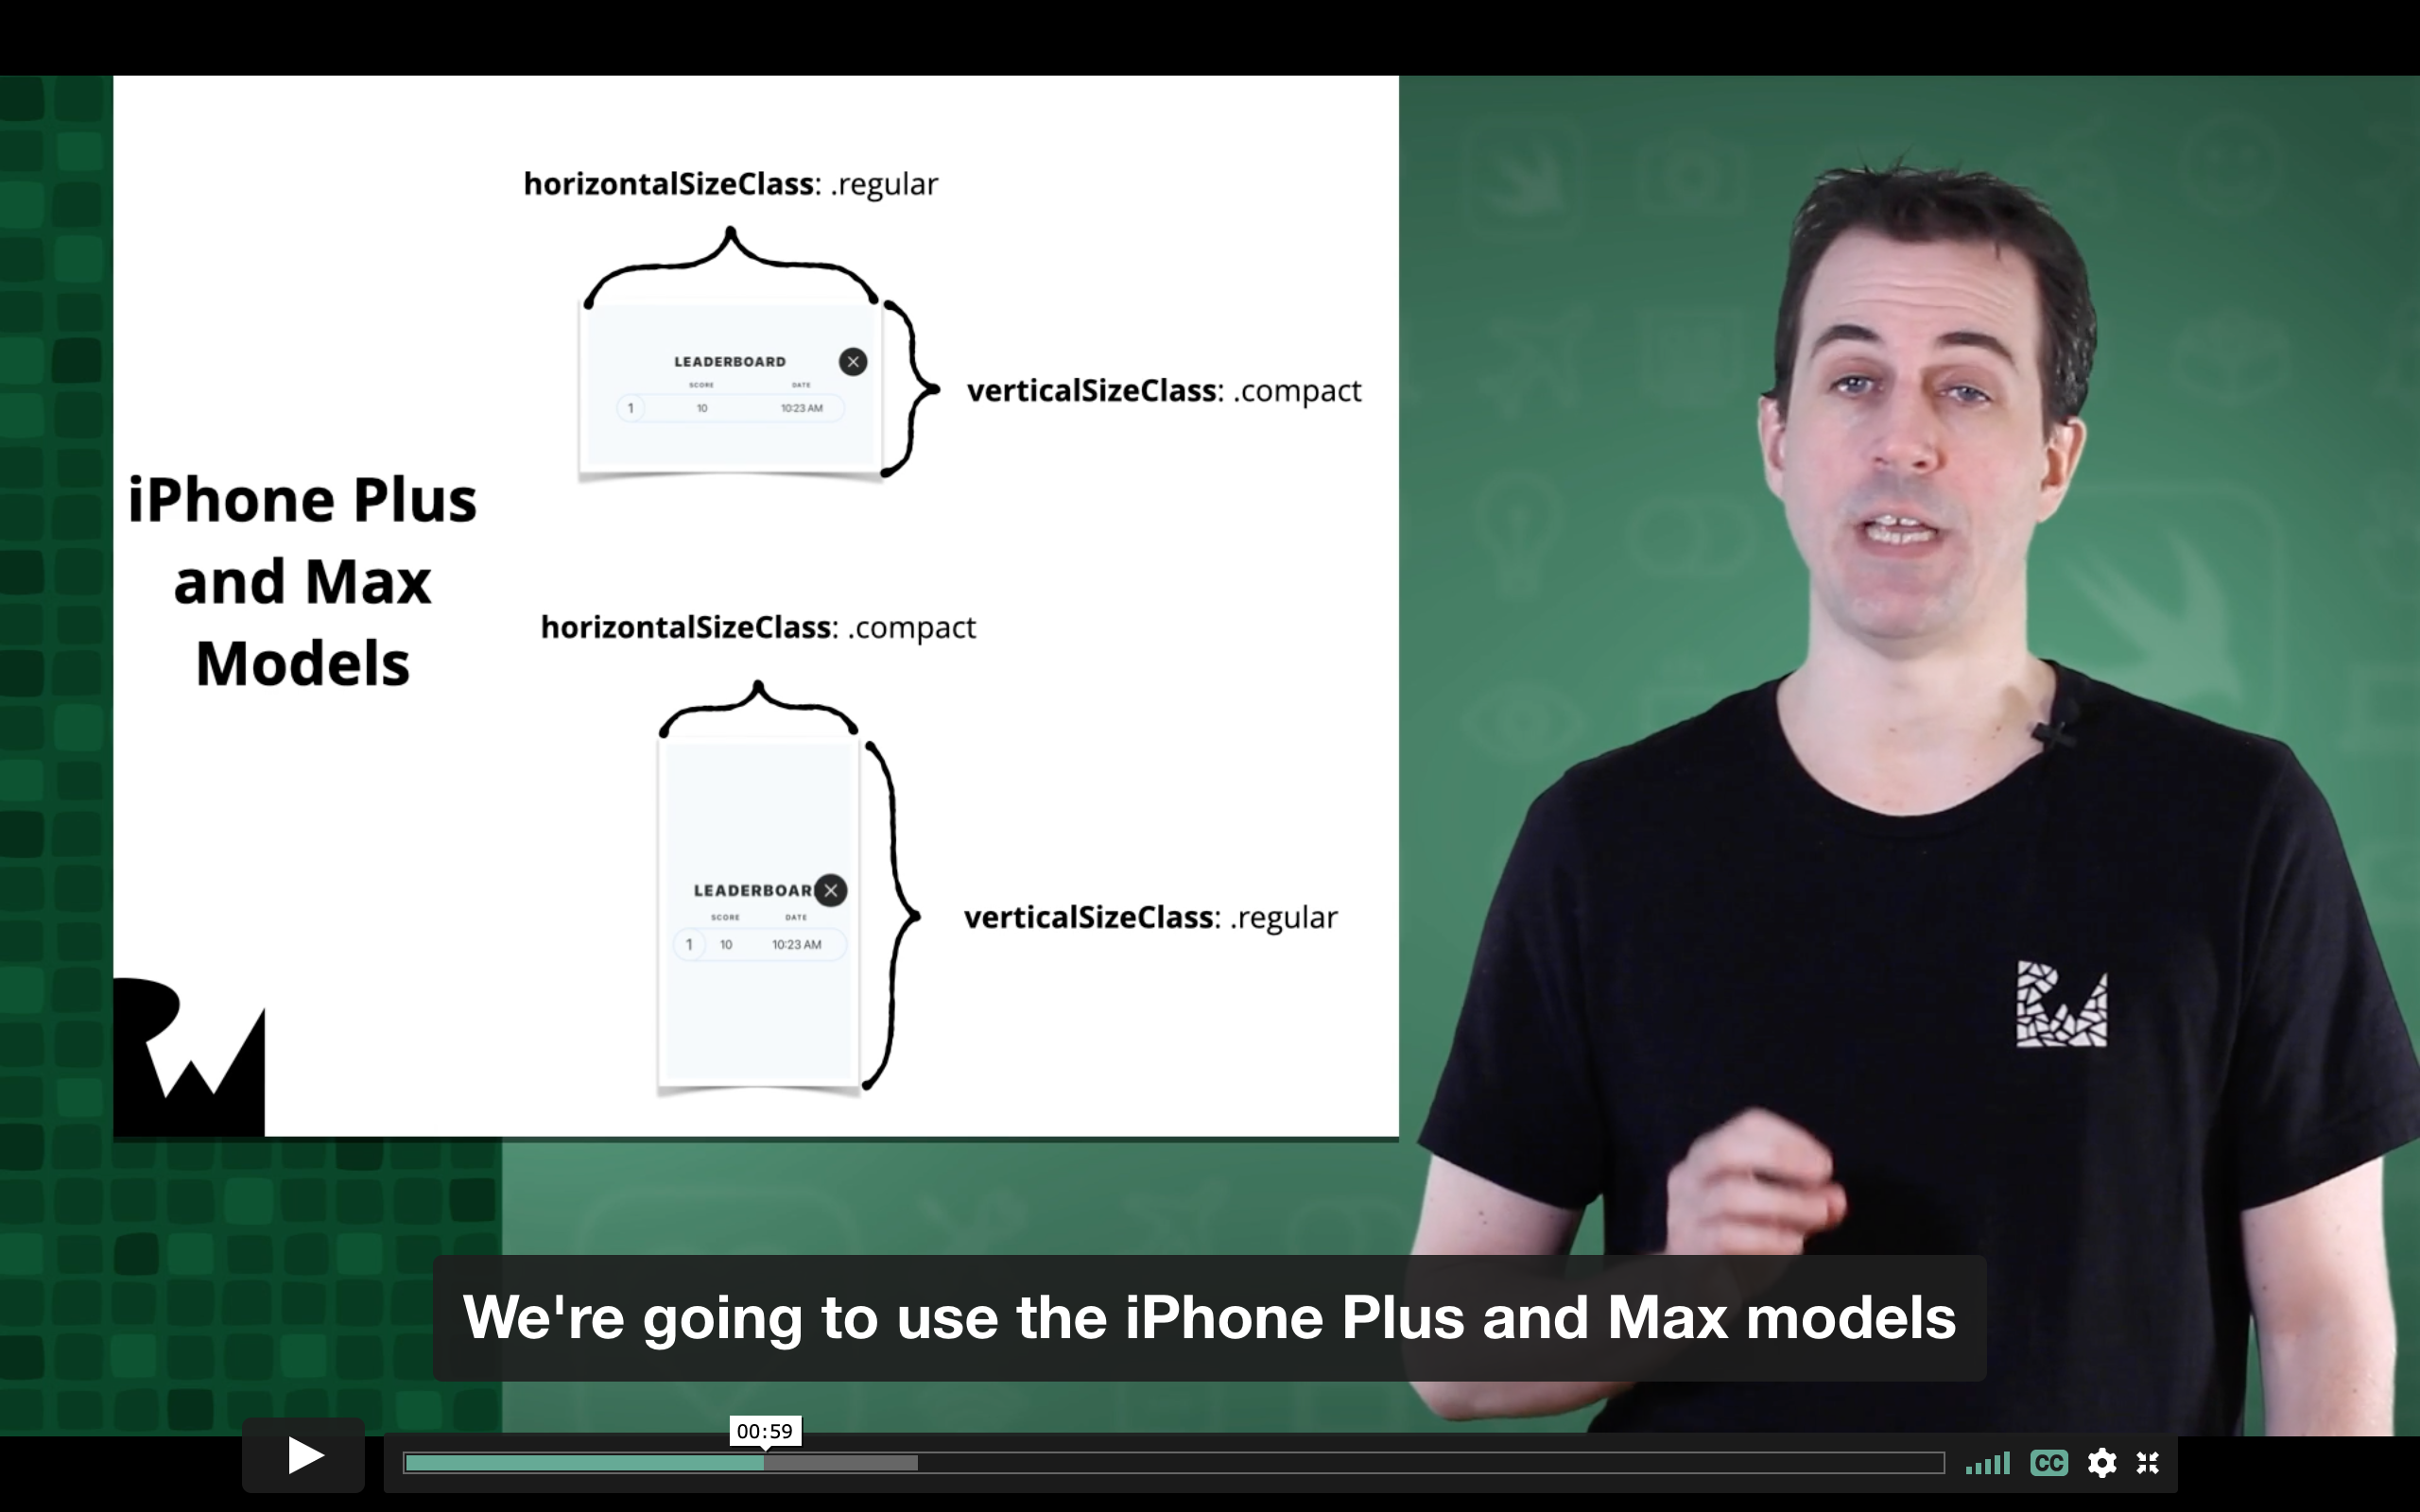 horizontalSizeClass: .regular
LEADERBOARD
SCORE DATE
1 10 10:23 AM
verticalSizeClass: .compact
iPhone Plus
and Max
Models
horizontalSizeClass: .compact
LEADERBOAR
SCORE DATE
1 10 10:23 AM
verticalSizeClass: .regular
RW
RW
We're going to use the iPhone Plus and Max models
00:59
CC